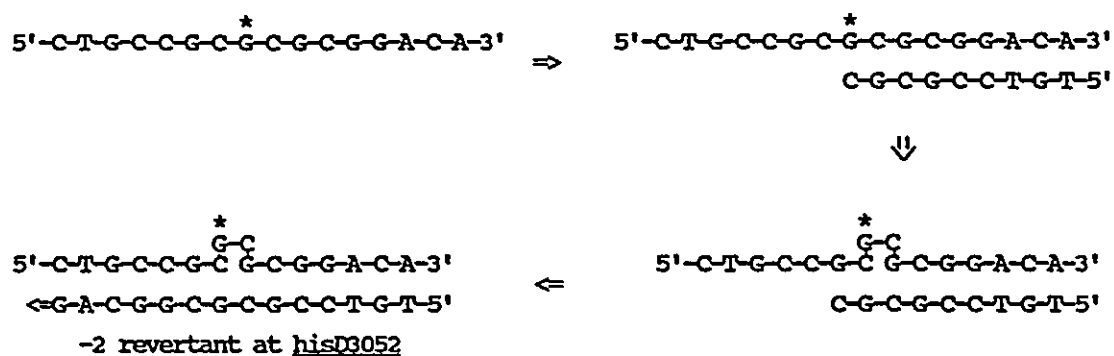 *
5'-C-T-G-C-C-G-C-G-C-G-C-G-G-A-C-A-3'
⇒
*
5'-C-T-G-C-C-G-C-G-C-G-C-G-G-A-C-A-3'
C-G-C-G-C-C-T-G-T-5'
⇓
*
G-C
5'-C-T-G-C-C-G-C G-C-G-G-A-C-A-3'
⇐G-A-C-G-G-C-G-C-G-C-C-T-G-T-5'
-2 revertant at hisD3052
⇐
*
G-C
5'-C-T-G-C-C-G-C G-C-G-G-A-C-A-3'
C-G-C-G-C-C-T-G-T-5'